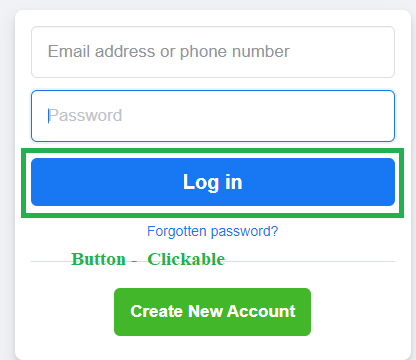 Email address or phone number
Password
Log in
Forgotten password?
Button - Clickable
Create New Account